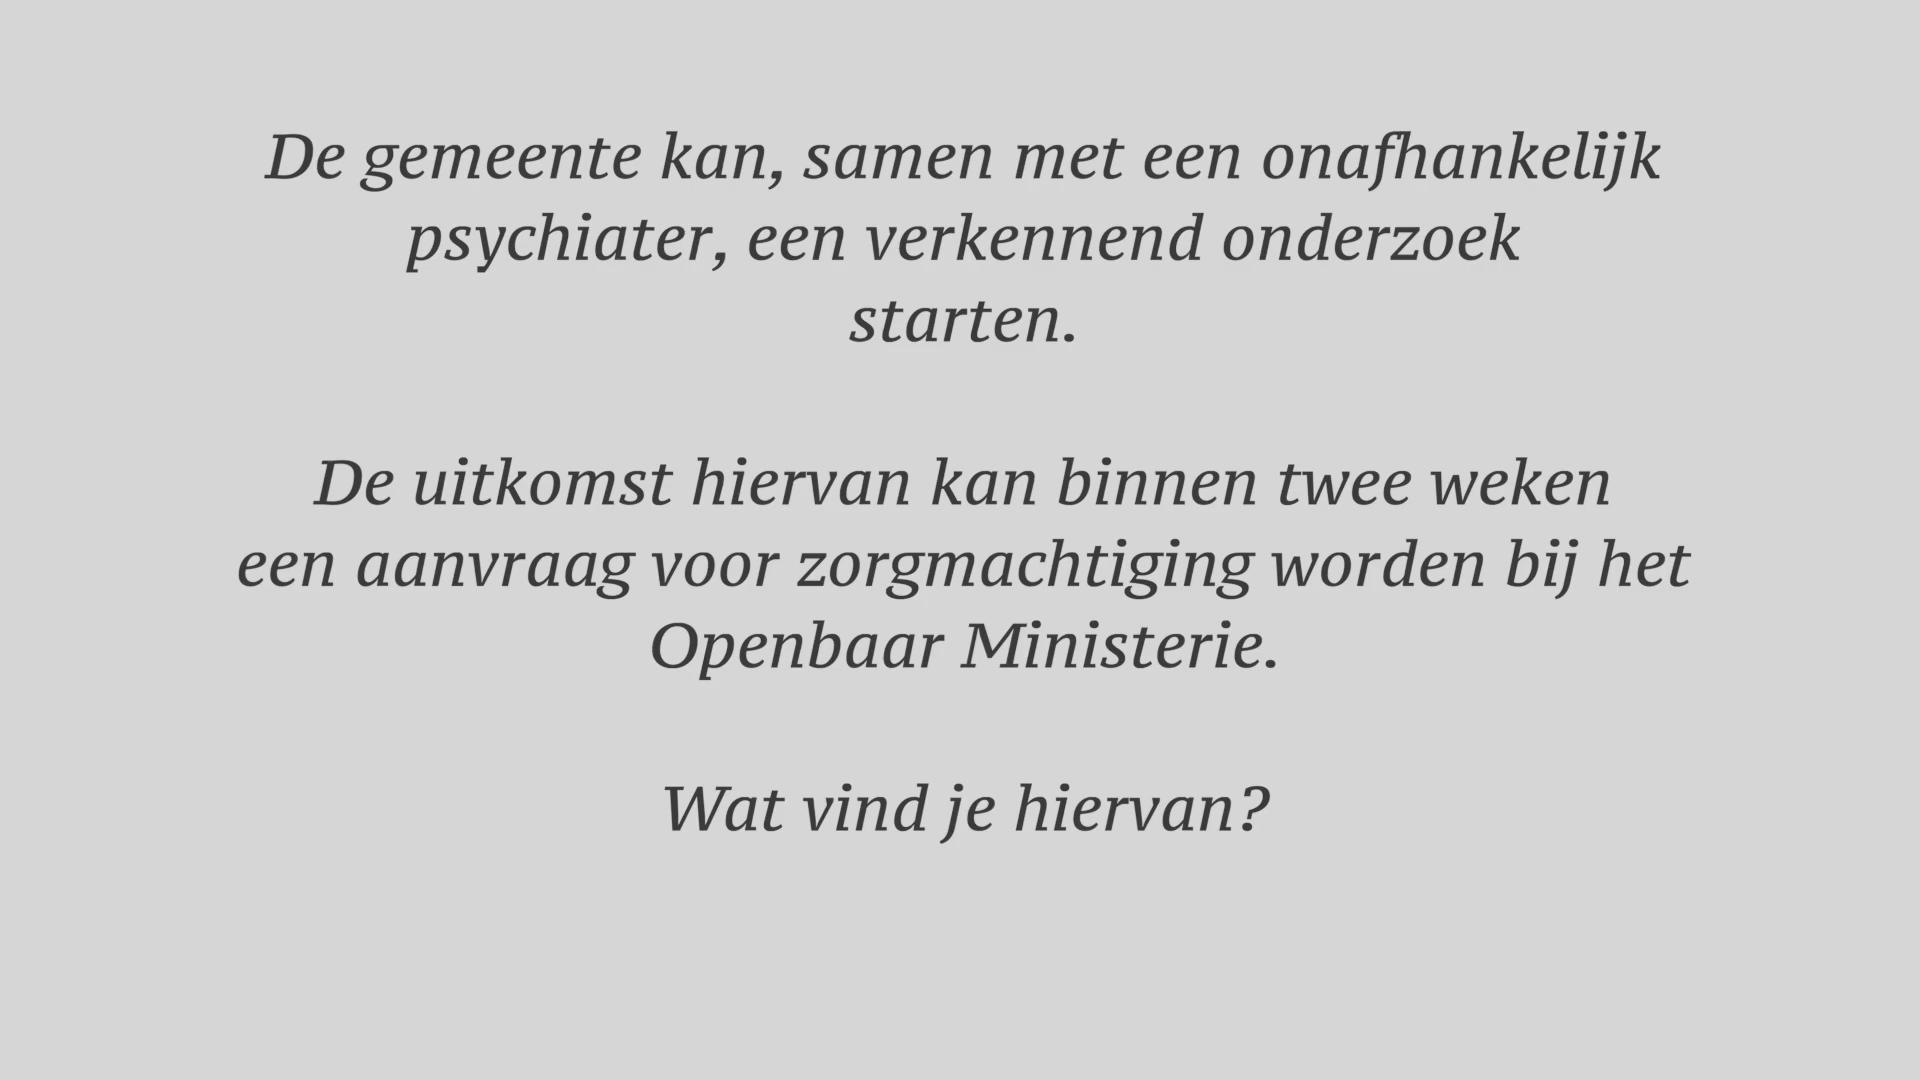 De gemeente kan, samen met een onafhankelijk
psychiater, een verkennend onderzoek
starten.
De uitkomst hiervan kan binnen twee weken
een aanvraag voor zorgmachtiging worden bij het
Openbaar Ministerie.
Wat vind je hiervan?